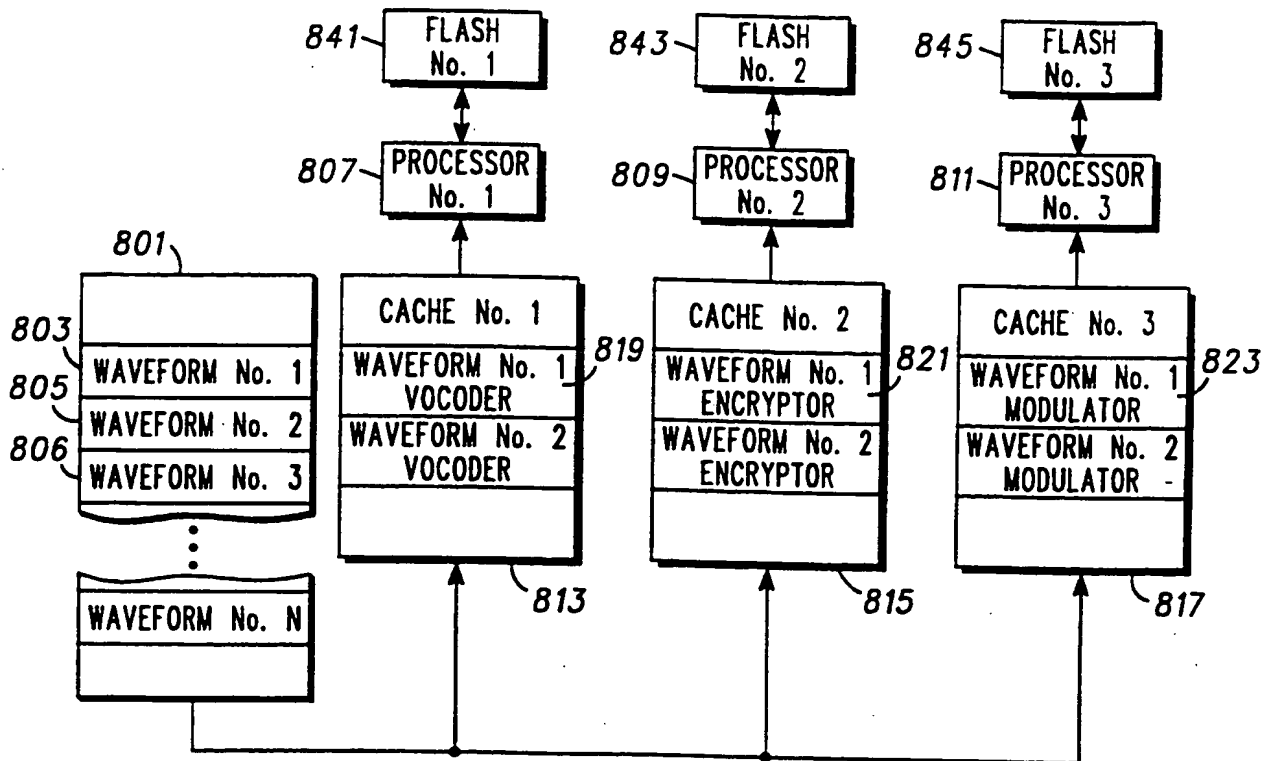 841
FLASH
No. 1
843
FLASH
No. 2
845
FLASH
No. 3
807
PROCESSOR
No. 1
809
PROCESSOR
No. 2
811
PROCESSOR
No. 3
801
803
WAVEFORM No. 1
805
WAVEFORM No. 2
806
WAVEFORM No. 3
WAVEFORM No. N
CACHE No. 1
WAVEFORM No. 1
VOCODER
819
WAVEFORM No. 2
VOCODER
813
CACHE No. 2
WAVEFORM No. 1
ENCRYPTOR
821
WAVEFORM No. 2
ENCRYPTOR
815
CACHE No. 3
WAVEFORM No. 1
MODULATOR
823
WAVEFORM No. 2
MODULATOR
817